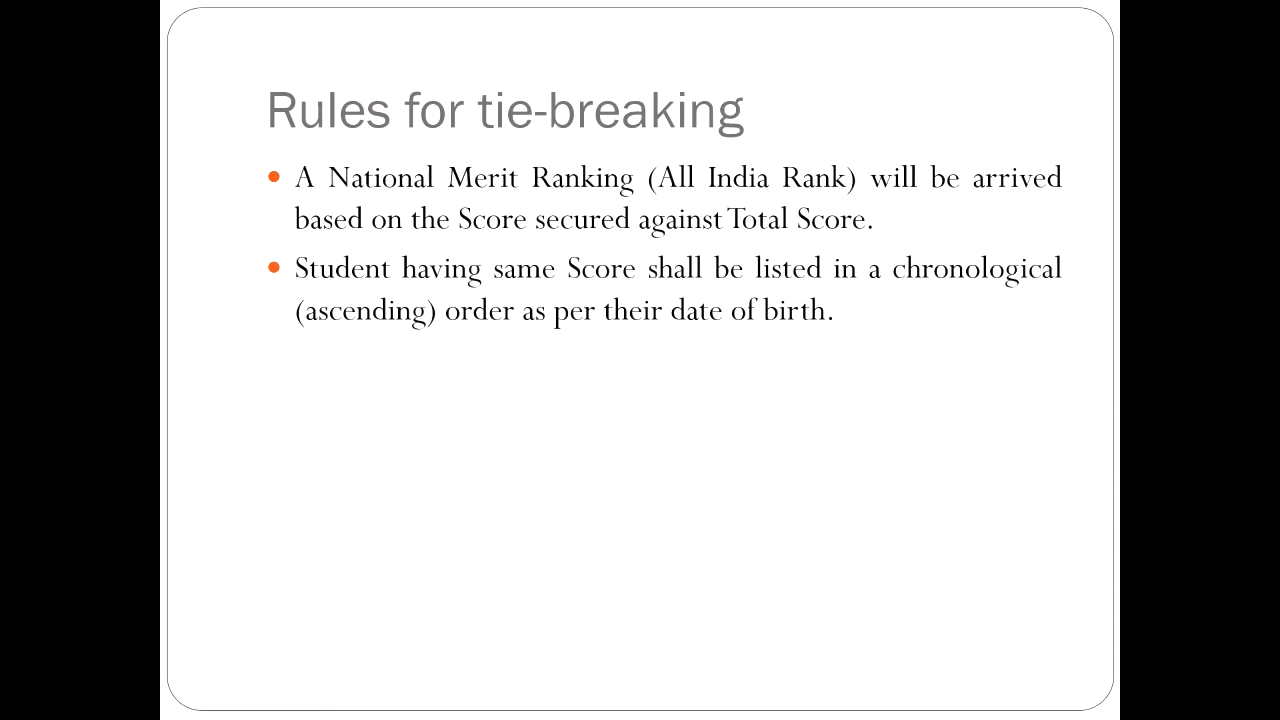 Rules for tie-breaking
• A National Merit Ranking (All India Rank) will be arrived
based on the Score secured against Total Score.
• Student having same Score shall be listed in a chronological
(ascending) order as per their date of birth.